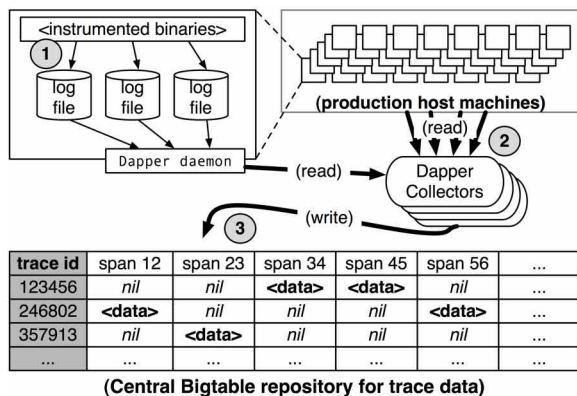 <instrumented binaries>
1
log
file
log
file
log
file
Dapper daemon
(production host machines)
(read)
2
(read)
Dapper
Collectors
(write)
3
trace id span 12 span 23 span 34 span 45 span 56 ...
123456 nil nil <data> <data> nil ...
246802 <data> nil nil nil <data> ...
357913 nil <data> nil nil nil ...
... ... ... ... ... ... ...
(Central Bigtable repository for trace data)